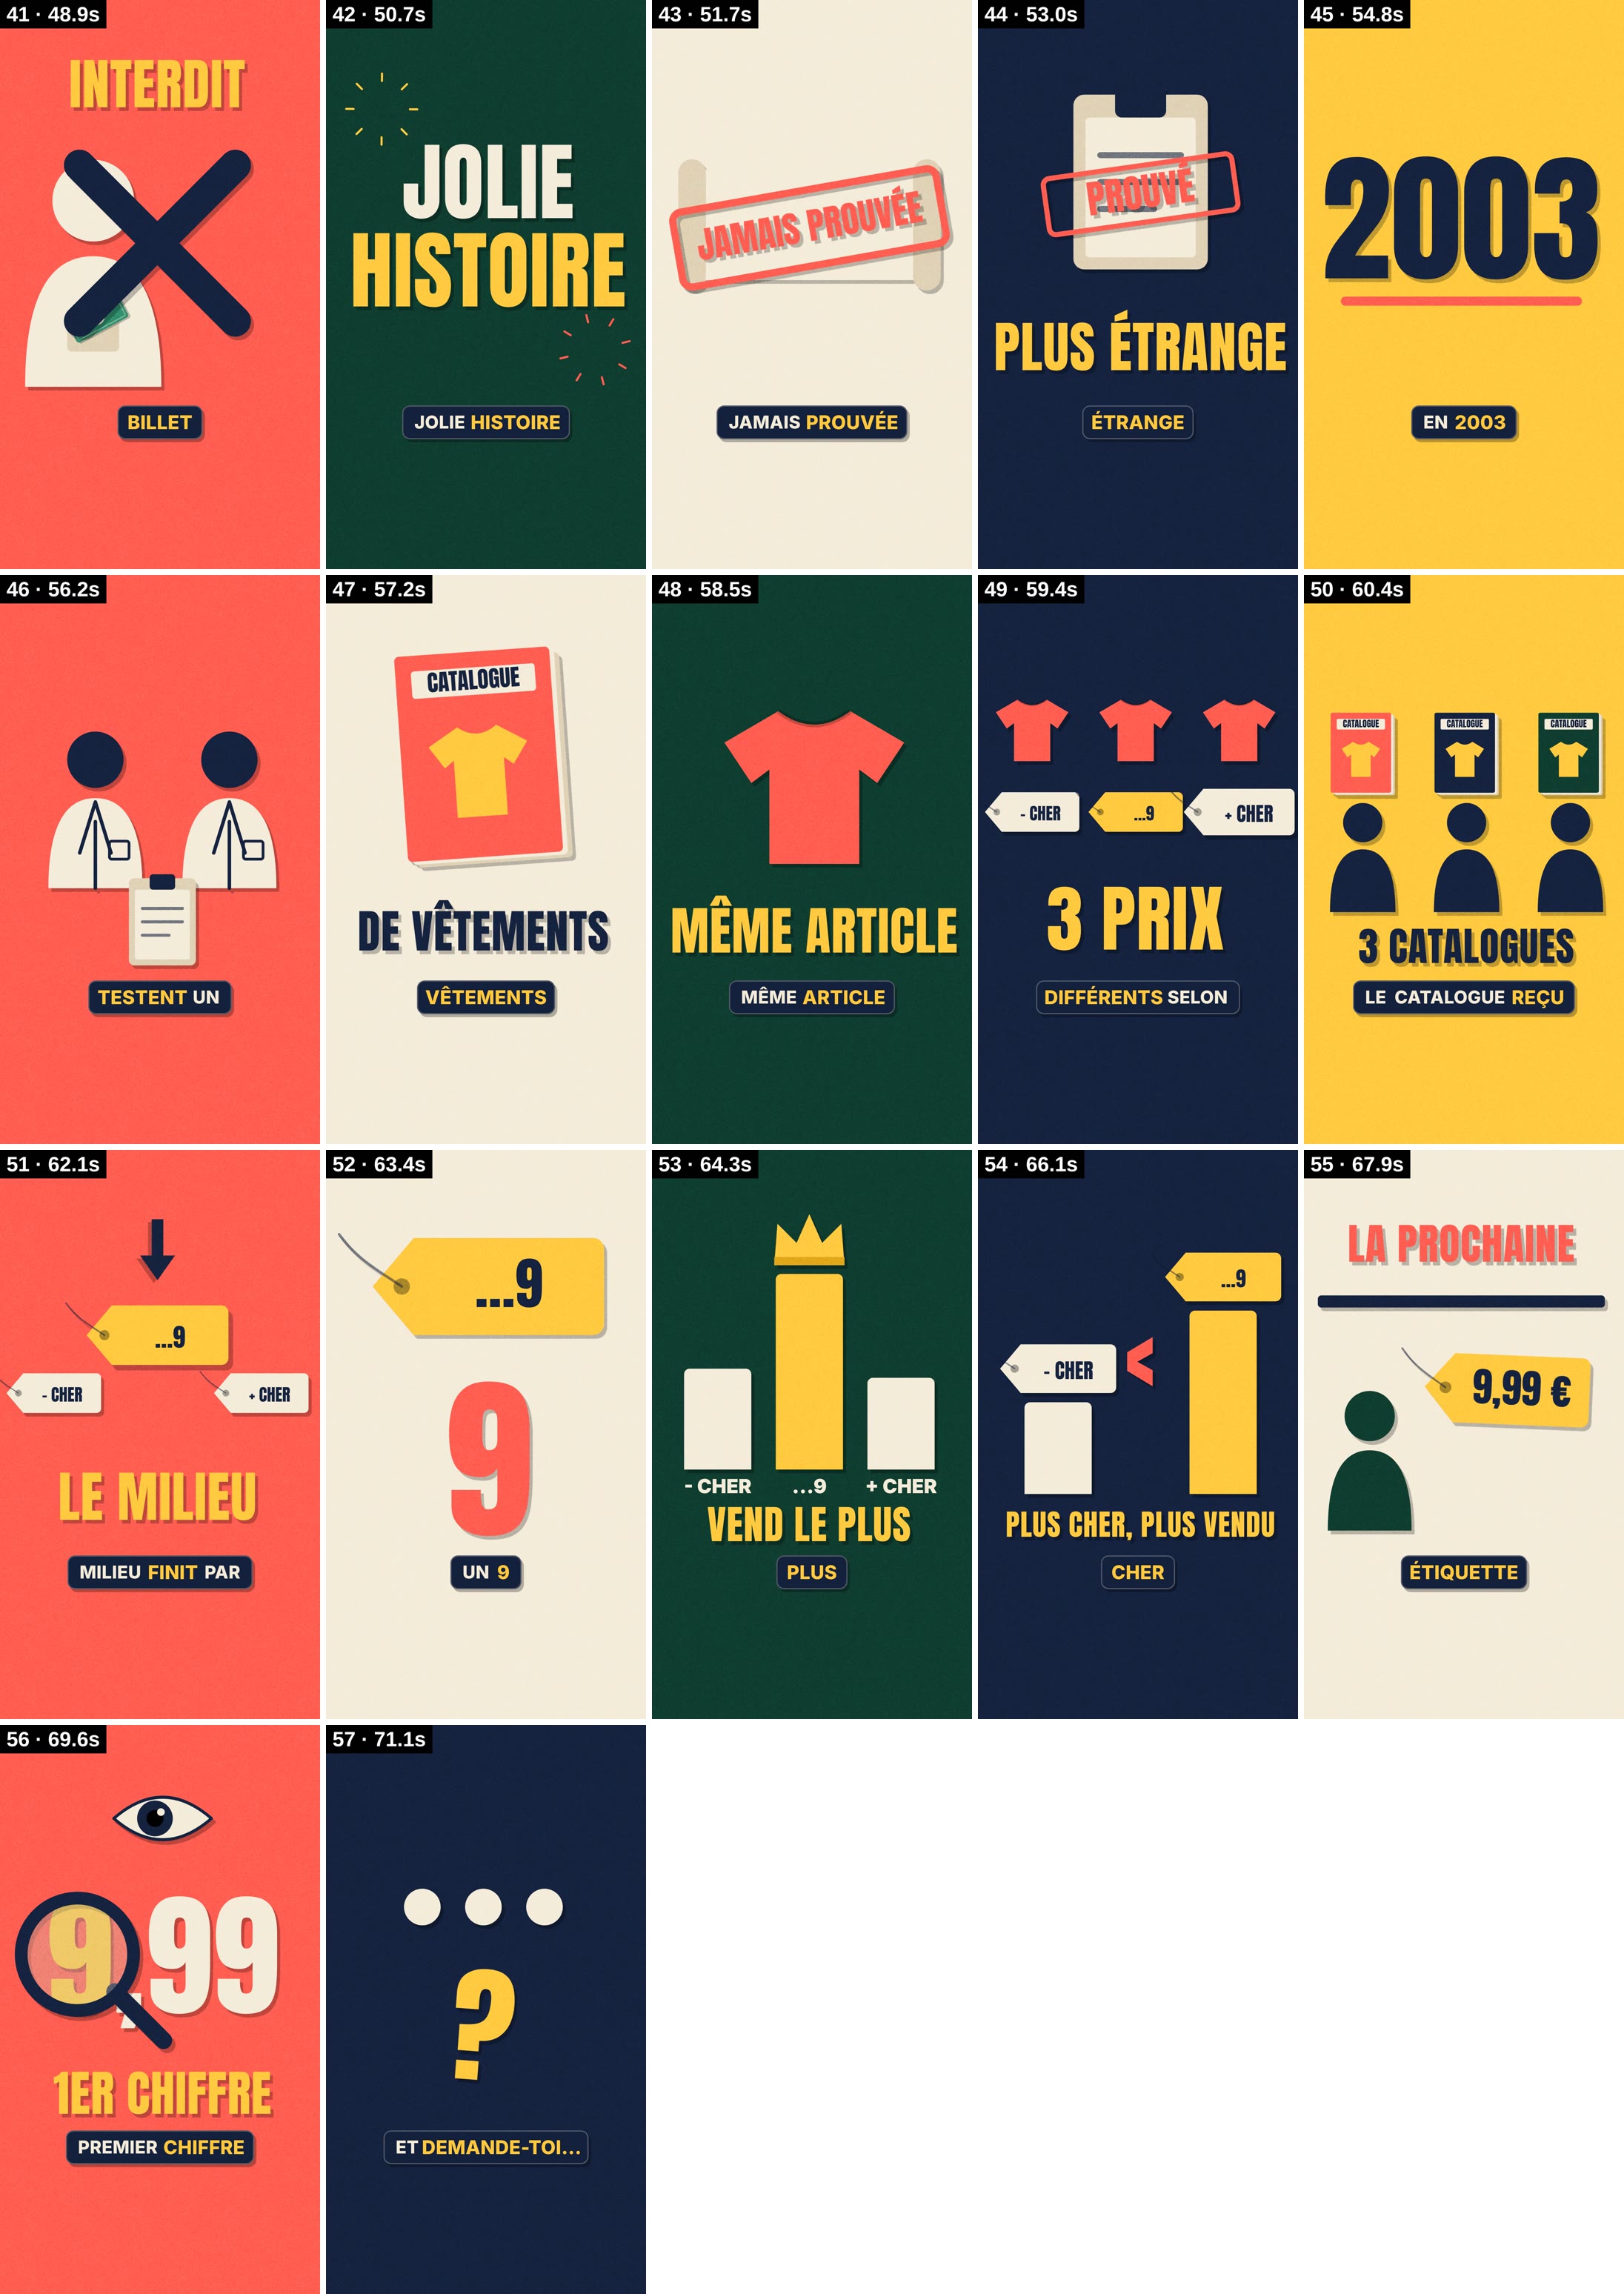 41 · 48.9s
INTERDIT
BILLET
42 · 50.7s
JOLIE
HISTOIRE
JOLIE HISTOIRE
43 · 51.7s
JAMAIS PROUVÉE
JAMAIS PROUVÉE
44 · 53.0s
PROUVÉ
PLUS ÉTRANGE
ÉTRANGE
45 · 54.8s
2003
EN 2003
46 · 56.2s
TESTENT UN
47 · 57.2s
CATALOGUE
DE VÊTEMENTS
VÊTEMENTS
48 · 58.5s
MÊME ARTICLE
MÊME ARTICLE
49 · 59.4s
- CHER
...9
+ CHER
3 PRIX
DIFFÉRENTS SELON
50 · 60.4s
CATALOGUE
CATALOGUE
CATALOGUE
3 CATALOGUES
LE CATALOGUE REÇU
51 · 62.1s
...9
- CHER
+ CHER
LE MILIEU
MILIEU FINIT PAR
52 · 63.4s
...9
9
UN 9
53 · 64.3s
- CHER
...9
+ CHER
VEND LE PLUS
PLUS
54 · 66.1s
...9
- CHER
<
PLUS CHER, PLUS VENDU
CHER
55 · 67.9s
LA PROCHAINE
9,99 €
ÉTIQUETTE
56 · 69.6s
9,99
1ER CHIFFRE
PREMIER CHIFFRE
57 · 71.1s
?
ET DEMANDE-TOI...